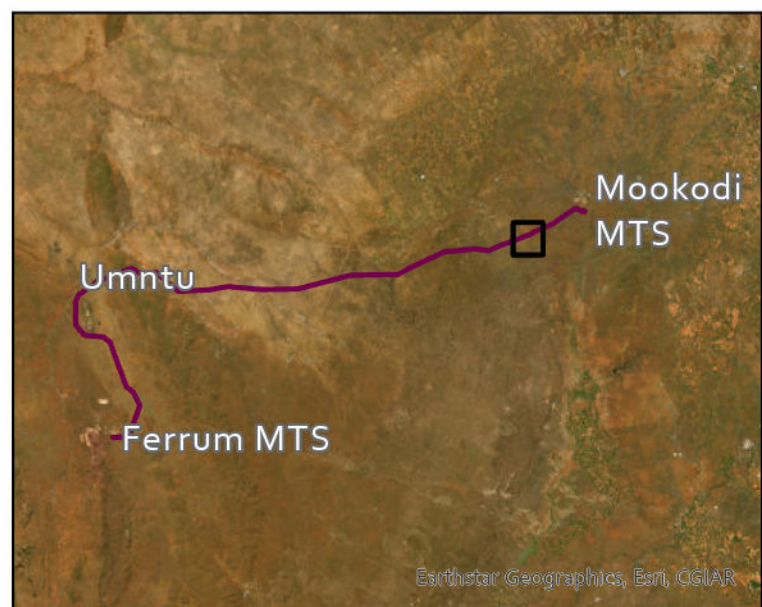 Mookodi
MTS
Umntu
Ferrum MTS
Earthstar Geographics, Esri, CGIAR